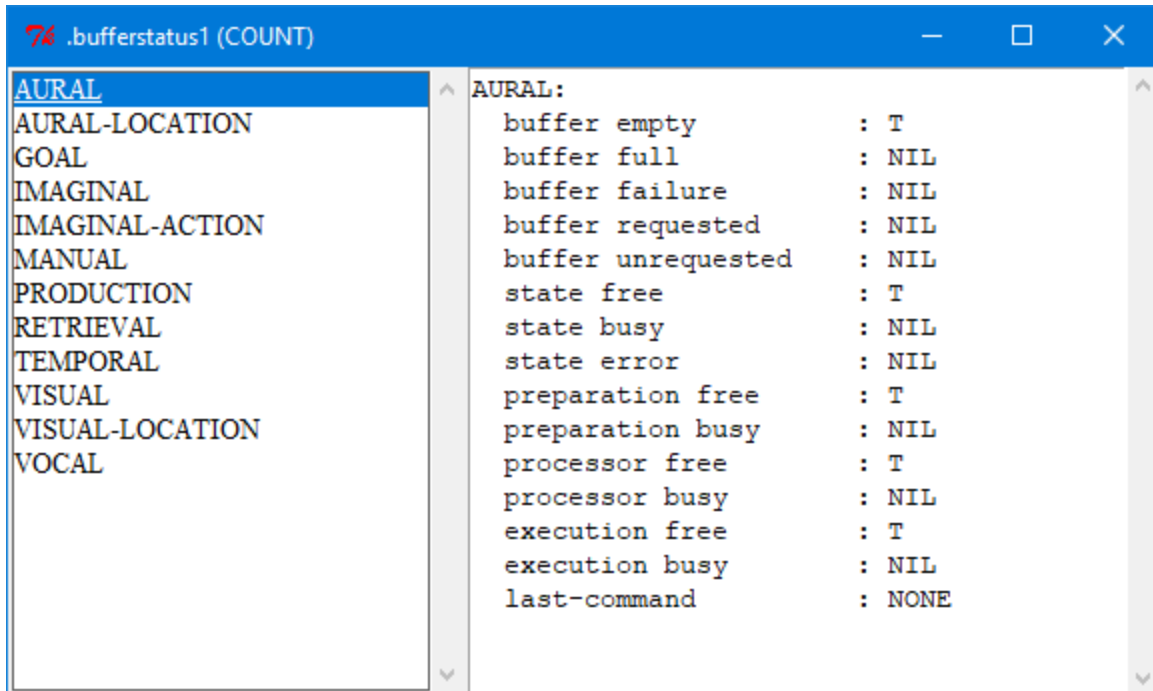 .bufferstatus1 (COUNT)
AURAL
AURAL-LOCATION
GOAL
IMAGINAL
IMAGINAL-ACTION
MANUAL
PRODUCTION
RETRIEVAL
TEMPORAL
VISUAL
VISUAL-LOCATION
VOCAL
AURAL:
buffer empty : T
buffer full : NIL
buffer failure : NIL
buffer requested : NIL
buffer unrequested : NIL
state free : T
state busy : NIL
state error : NIL
preparation free : T
preparation busy : NIL
processor free : T
processor busy : NIL
execution free : T
execution busy : NIL
last-command : NONE